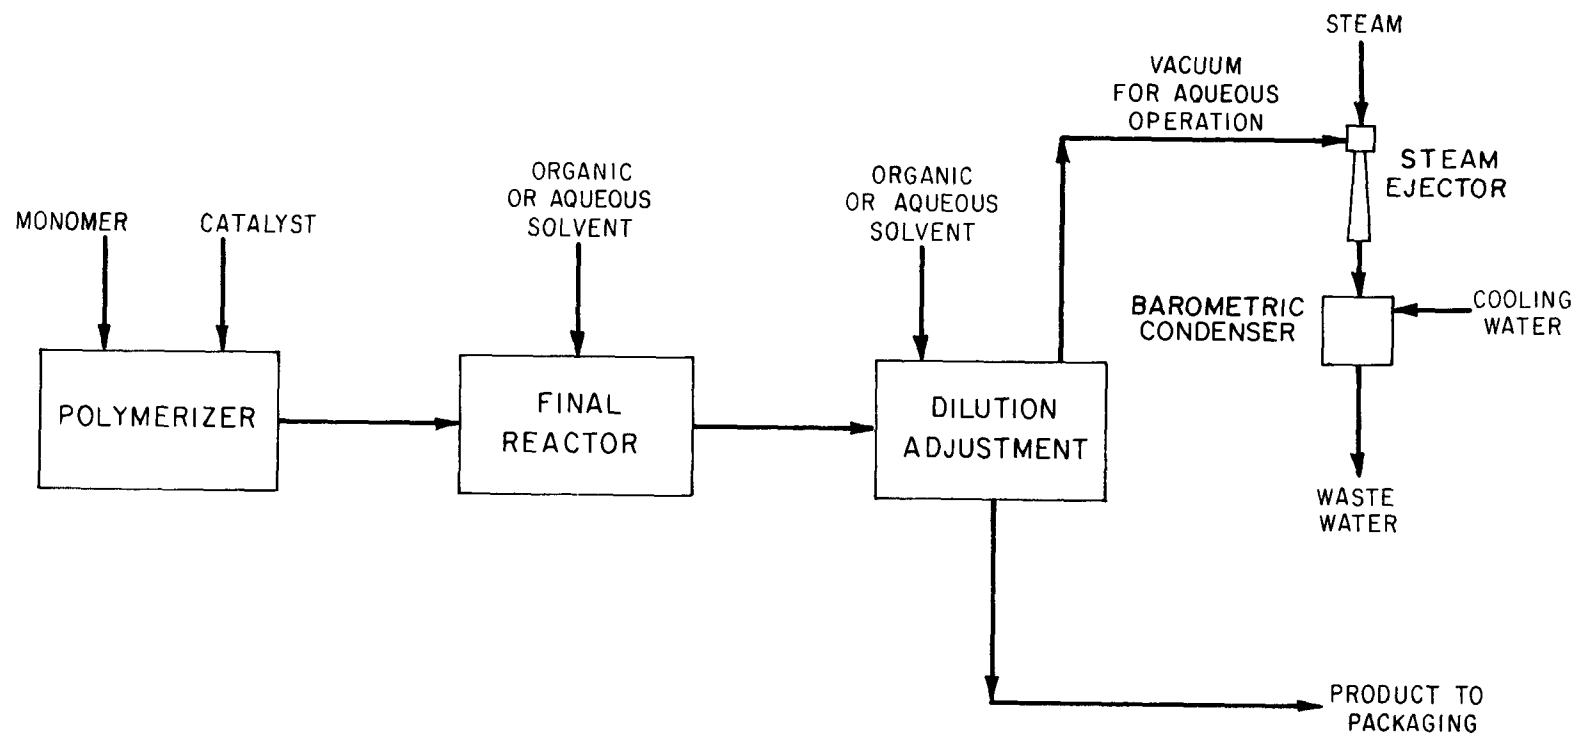 STEAM
VACUUM
FOR AQUEOUS
OPERATION
STEAM
EJECTOR
ORGANIC
OR AQUEOUS
SOLVENT
ORGANIC
OR AQUEOUS
SOLVENT
MONOMER
CATALYST
BAROMETRIC
CONDENSER
COOLING
WATER
POLYMERIZER
FINAL
REACTOR
DILUTION
ADJUSTMENT
WASTE
WATER
PRODUCT TO
PACKAGING